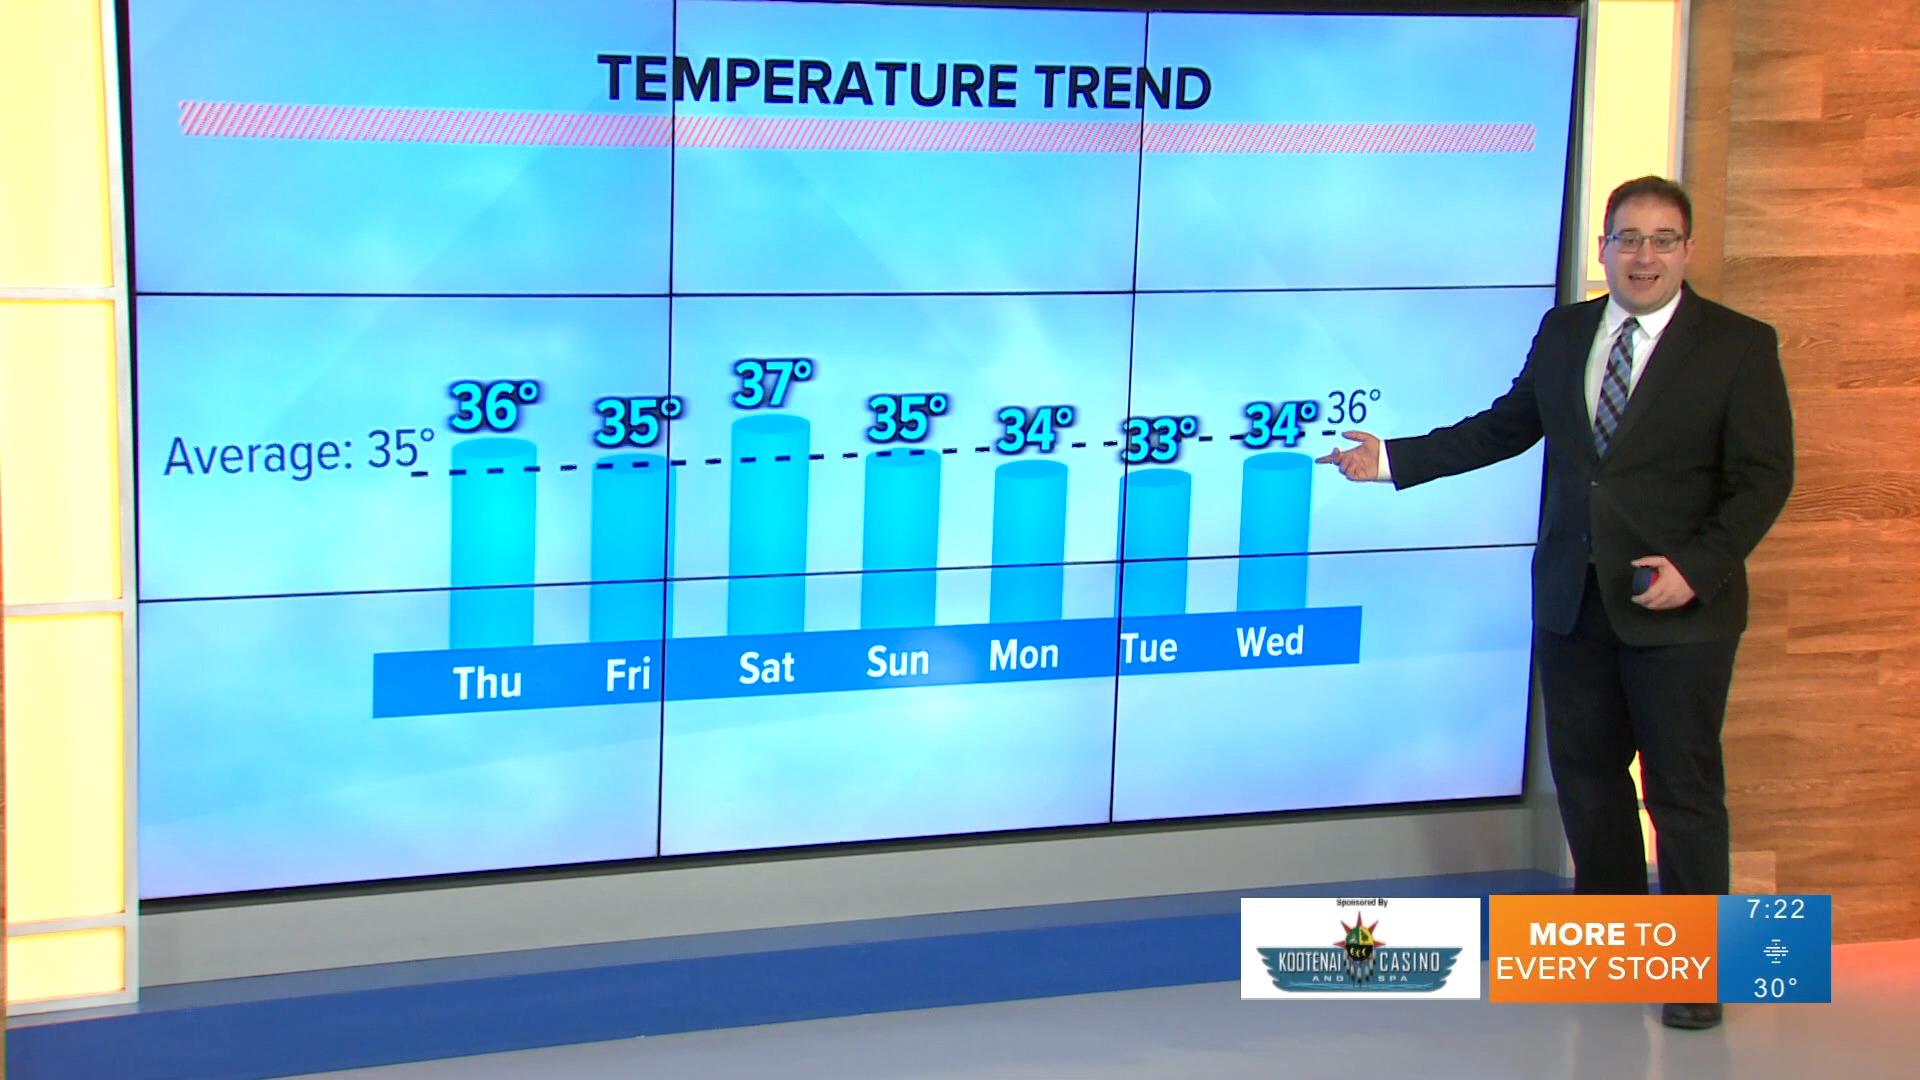 TEMPERATURE TREND
36° 35° 37° 35° 34° 33° 34° 36°
Average: 35°
Thu Fri Sat Sun Mon Tue Wed
Sponsored By
KOOTENAI CASINO
AND SPA
MORE TO
EVERY STORY
7:22
30°